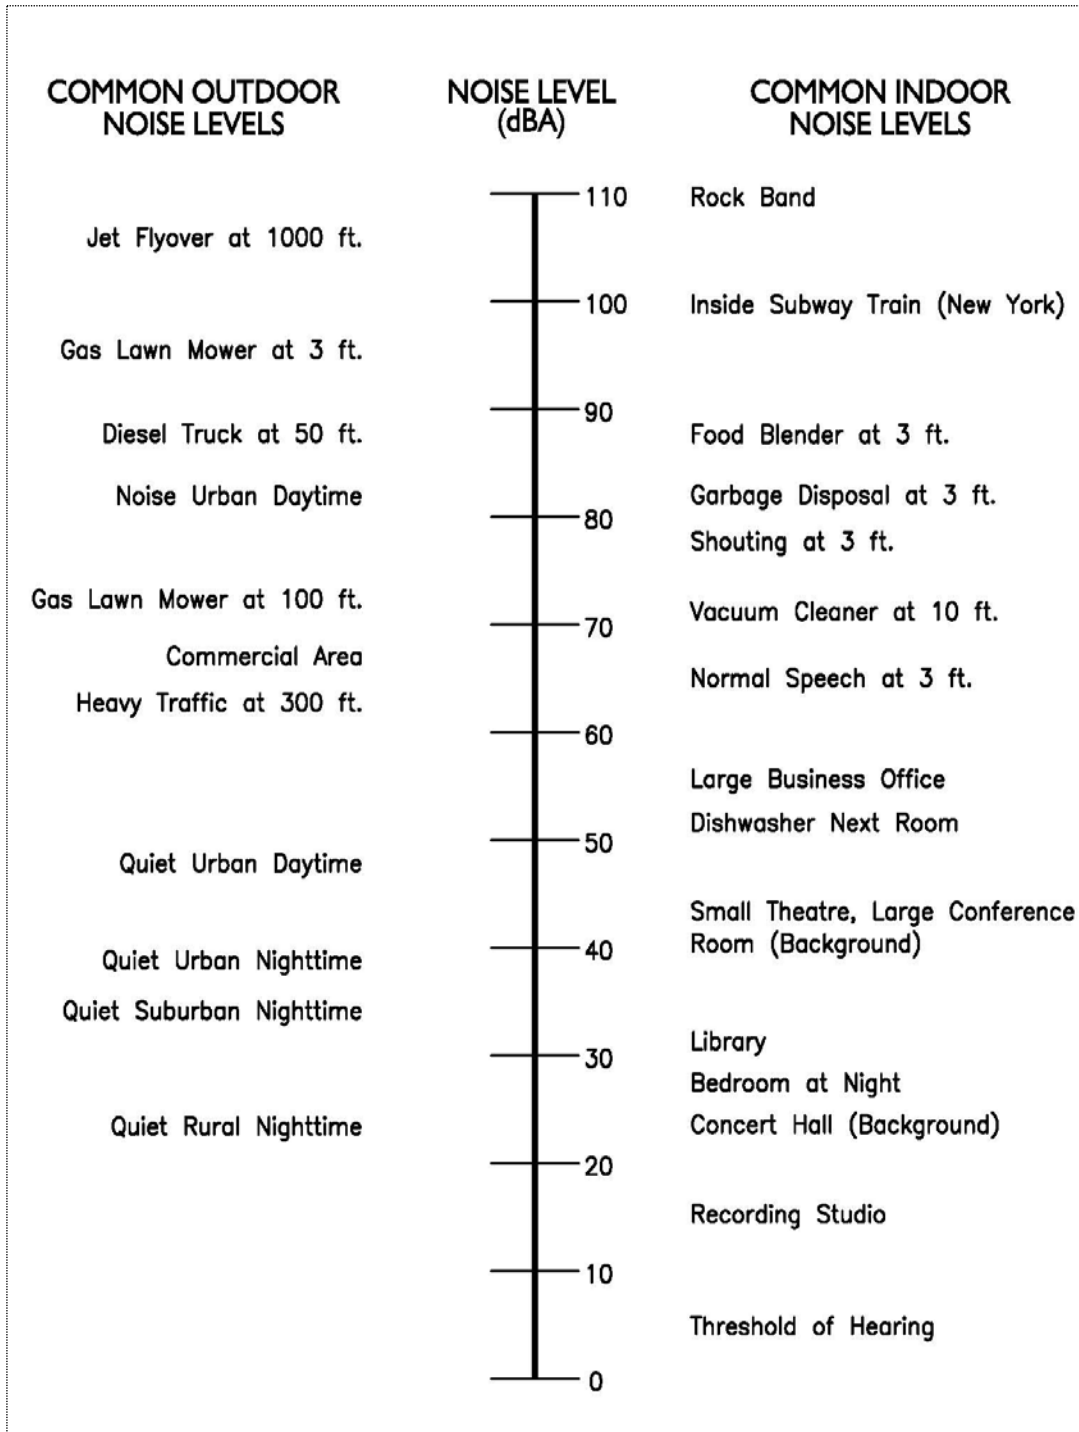 COMMON OUTDOOR
NOISE LEVELS
NOISE LEVEL
(dBA)
COMMON INDOOR
NOISE LEVELS
110
Rock Band
Jet Flyover at 1000 ft.
100
Inside Subway Train (New York)
Gas Lawn Mower at 3 ft.
90
Diesel Truck at 50 ft.
Food Blender at 3 ft.
Noise Urban Daytime
Garbage Disposal at 3 ft.
80
Shouting at 3 ft.
Gas Lawn Mower at 100 ft.
Vacuum Cleaner at 10 ft.
70
Commercial Area
Normal Speech at 3 ft.
Heavy Traffic at 300 ft.
60
Large Business Office
Dishwasher Next Room
50
Quiet Urban Daytime
Small Theatre, Large Conference
Room (Background)
40
Quiet Urban Nighttime
Quiet Suburban Nighttime
Library
30
Bedroom at Night
Quiet Rural Nighttime
Concert Hall (Background)
20
Recording Studio
10
Threshold of Hearing
0